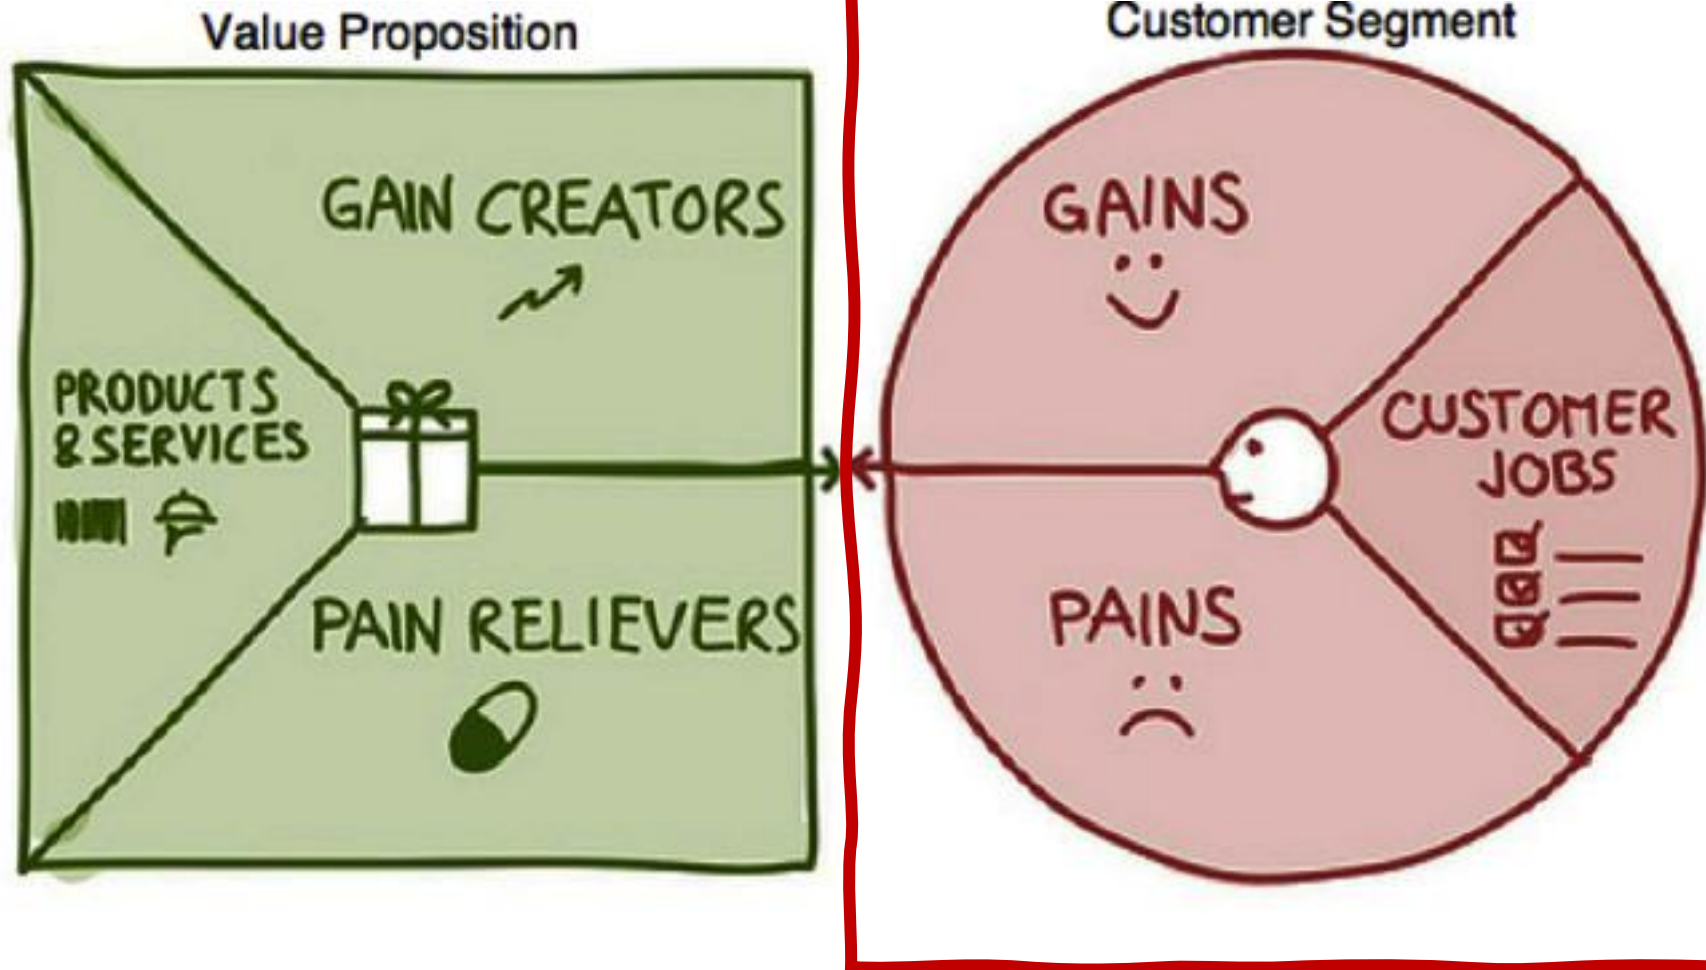 Value Proposition
GAIN CREATORS
PRODUCTS
& SERVICES
PAIN RELIEVERS
Customer Segment
GAINS
CUSTOMER
JOBS
PAINS